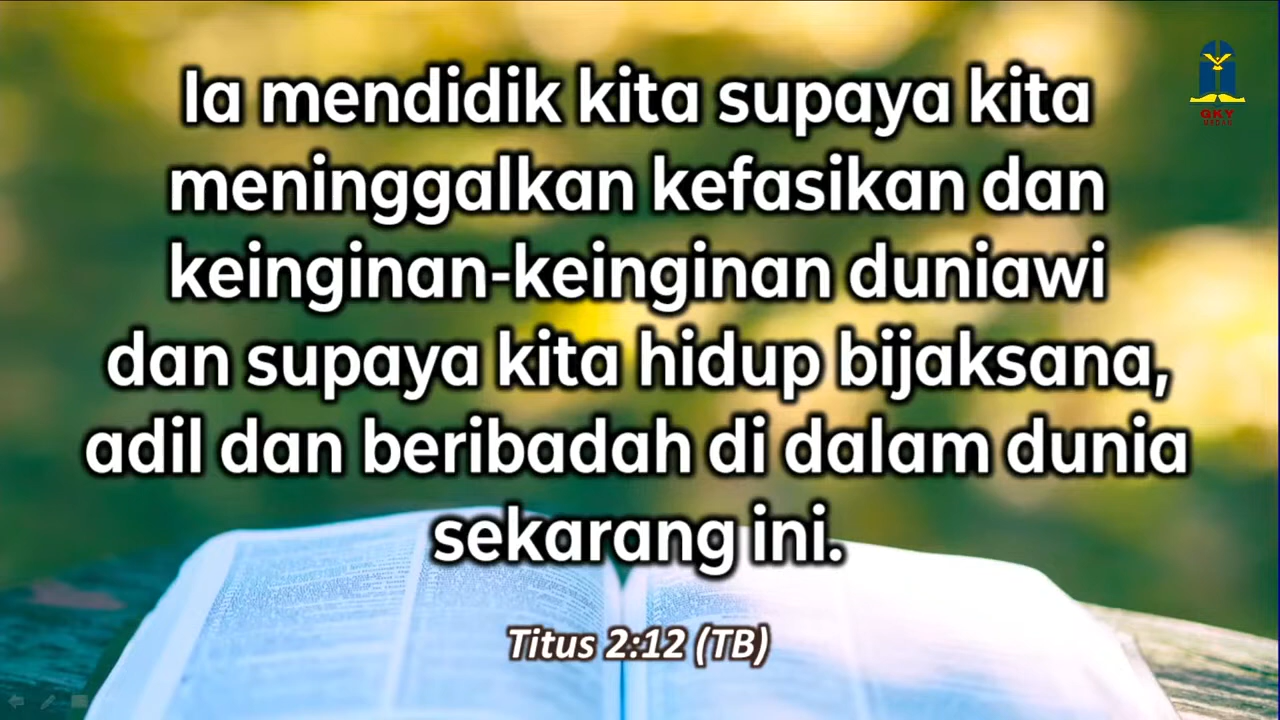 Ia mendidik kita supaya kita
meninggalkan kefasikan dan
keinginan-keinginan duniawi
dan supaya kita hidup bijaksana,
adil dan beribadah di dalam dunia
sekarang ini.
Titus 2:12 (TB)
GKY
MEDAN